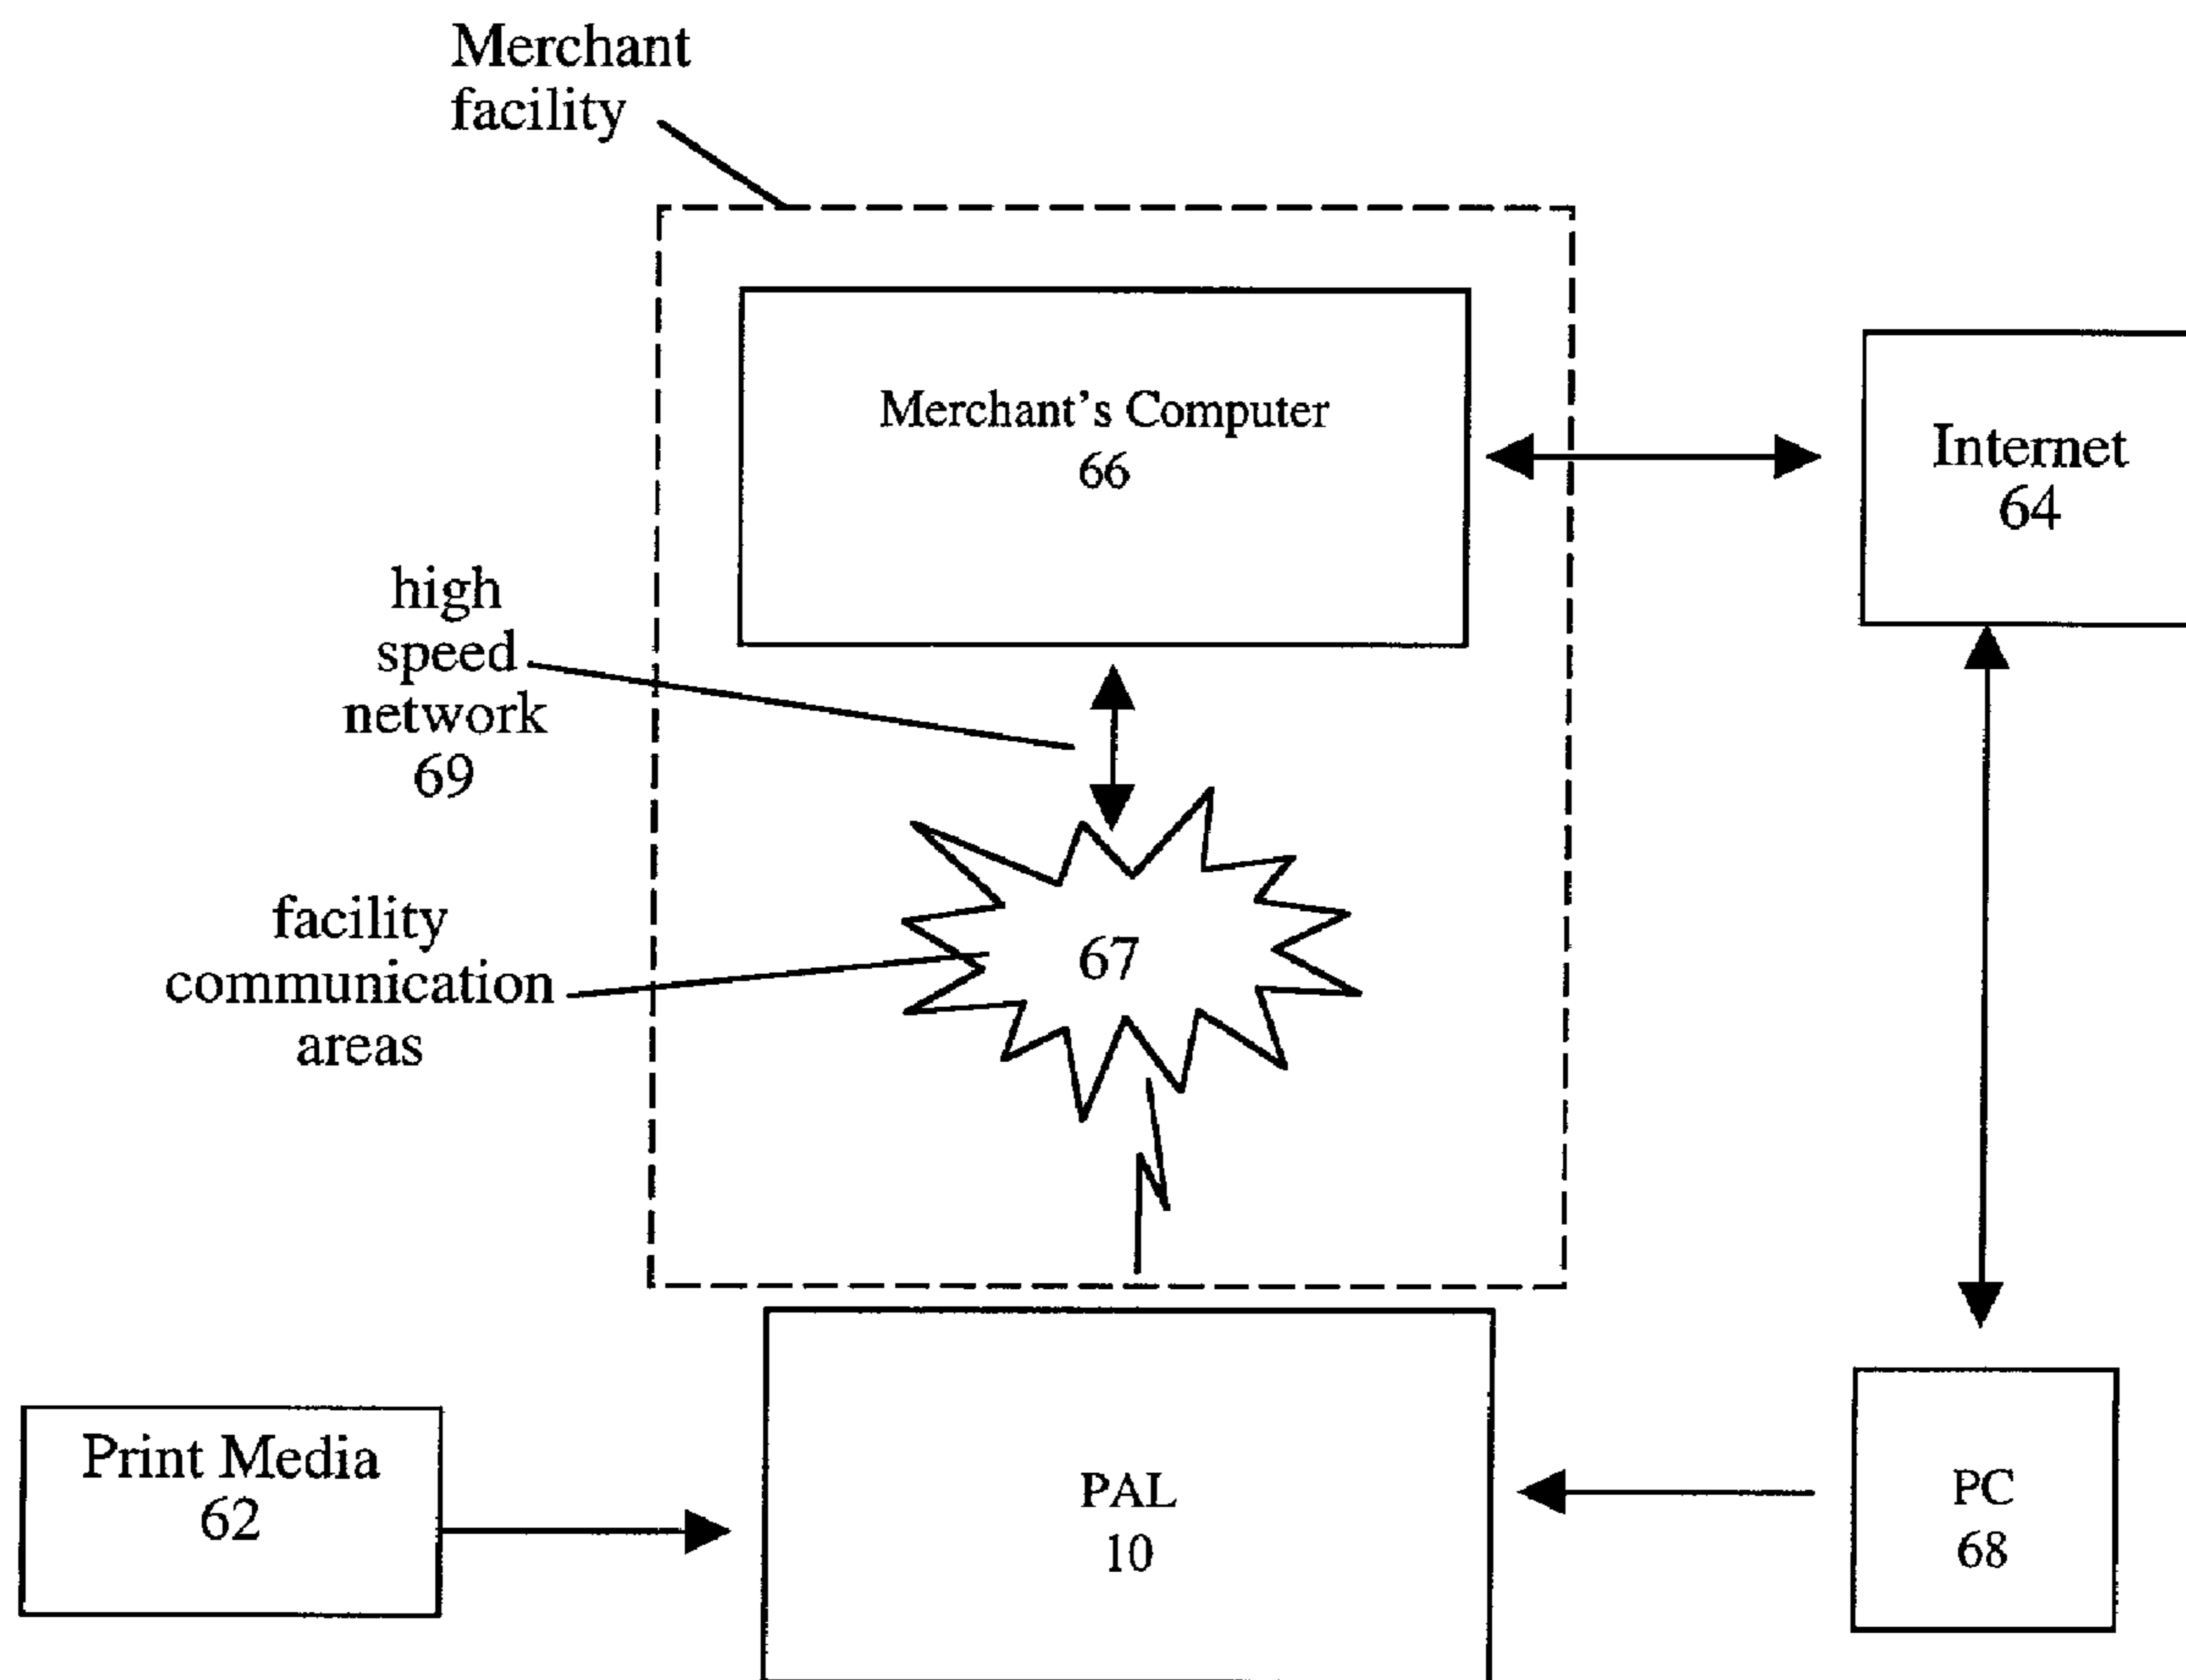 Merchant
facility
Merchant's Computer
66
Internet
64
high
speed
network
69
facility
communication
areas
67
Print Media
62
PAL
10
PC
68